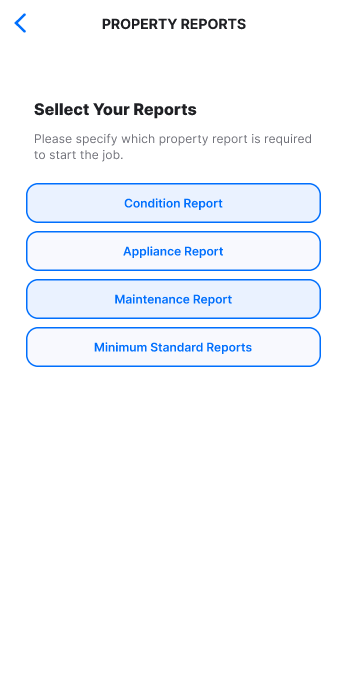 PROPERTY REPORTS
Sellect Your Reports
Please specify which property report is required
to start the job.
Condition Report
Appliance Report
Maintenance Report
Minimum Standard Reports